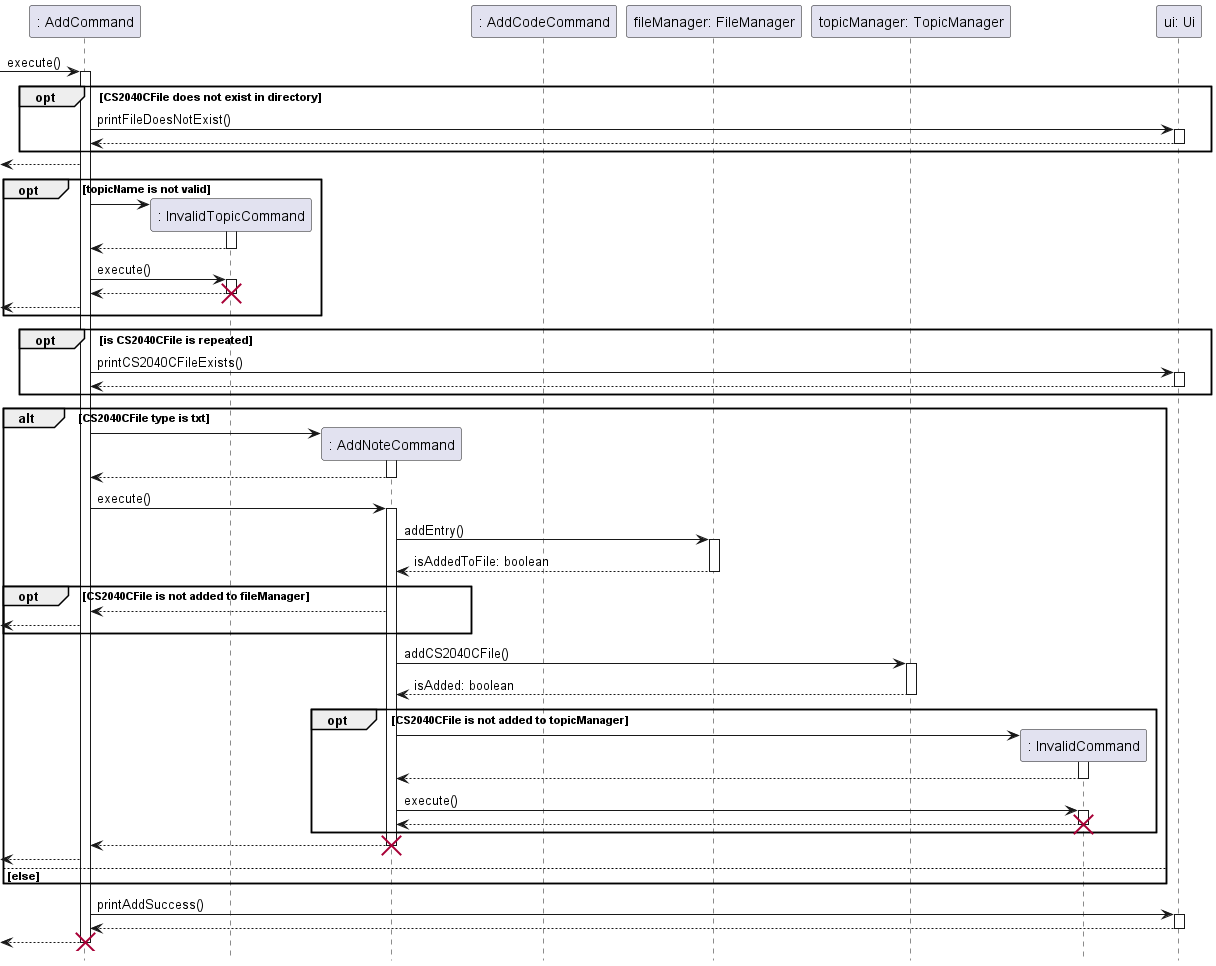 : AddCommand
: AddCodeCommand
fileManager: FileManager
topicManager: TopicManager
ui: Ui
execute()
opt
[CS2040CFile does not exist in directory]
printFileDoesNotExist()
opt
[topicName is not valid]
: InvalidTopicCommand
execute()
opt
[is CS2040CFile is repeated]
printCS2040CFileExists()
alt
[CS2040CFile type is txt]
: AddNoteCommand
execute()
addEntry()
isAddedToFile: boolean
opt
[CS2040CFile is not added to fileManager]
addCS2040CFile()
isAdded: boolean
opt
[CS2040CFile is not added to topicManager]
: InvalidCommand
execute()
[else]
printAddSuccess()